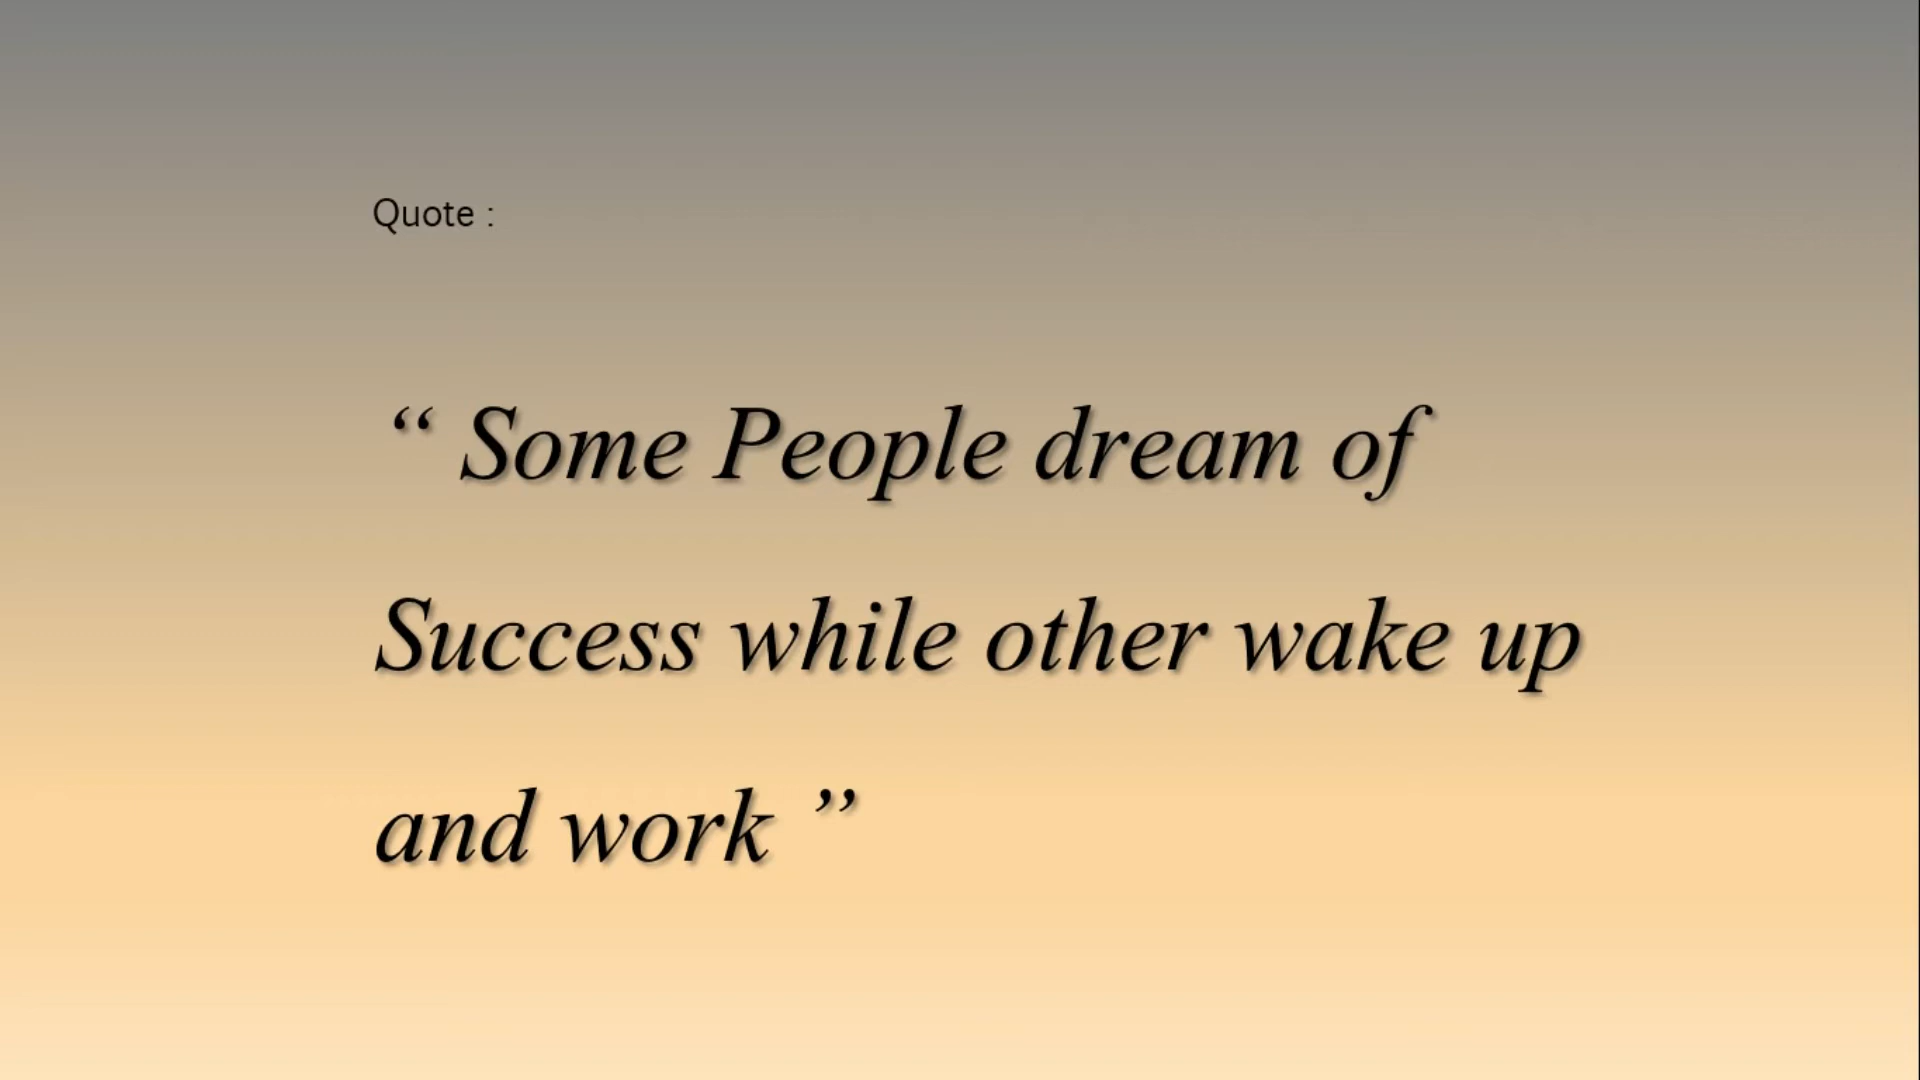 Quote :
“ Some People dream of
Success while other wake up
and work ”